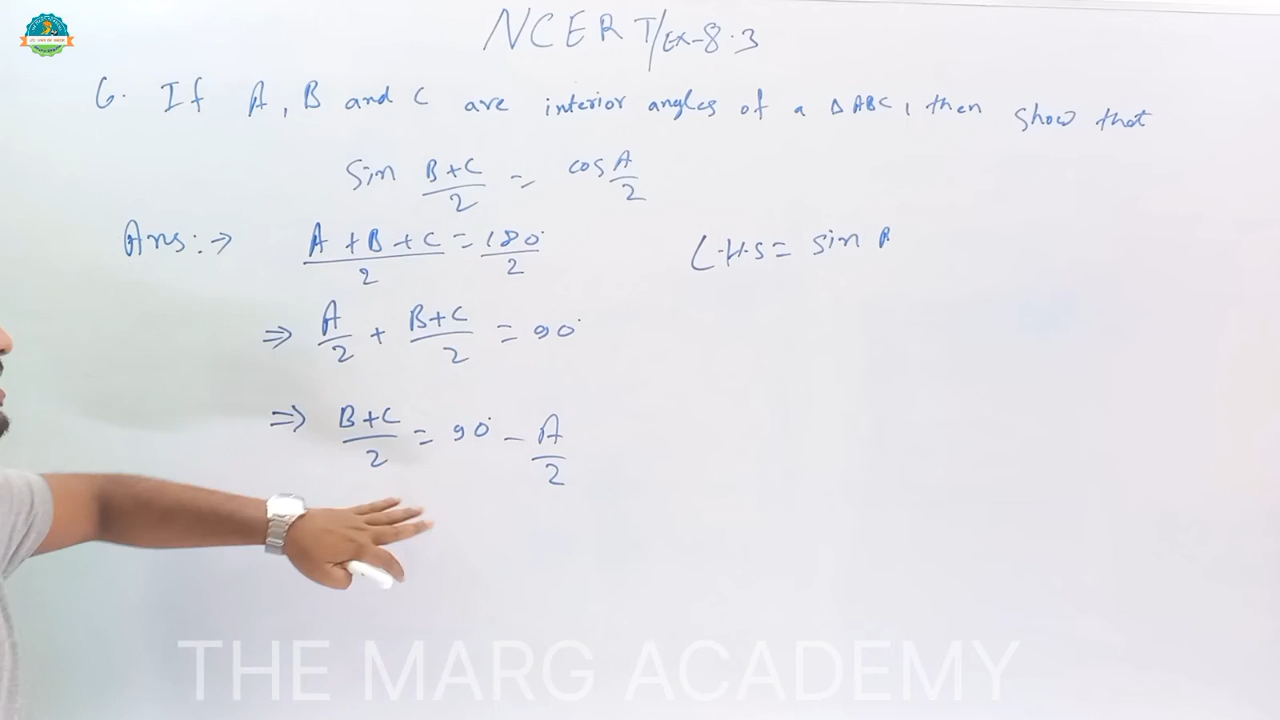 NCERT/Ex-8.3
6. If A, B and C are interior angles of a ΔABC, then show that
sin B+C/2 = cos A/2
Ans:→ A+B+C/2 = 180°/2
L.H.S = sin B
⇒ A/2 + B+C/2 = 90°
⇒ B+C/2 = 90° - A/2
THE MARG ACADEMY